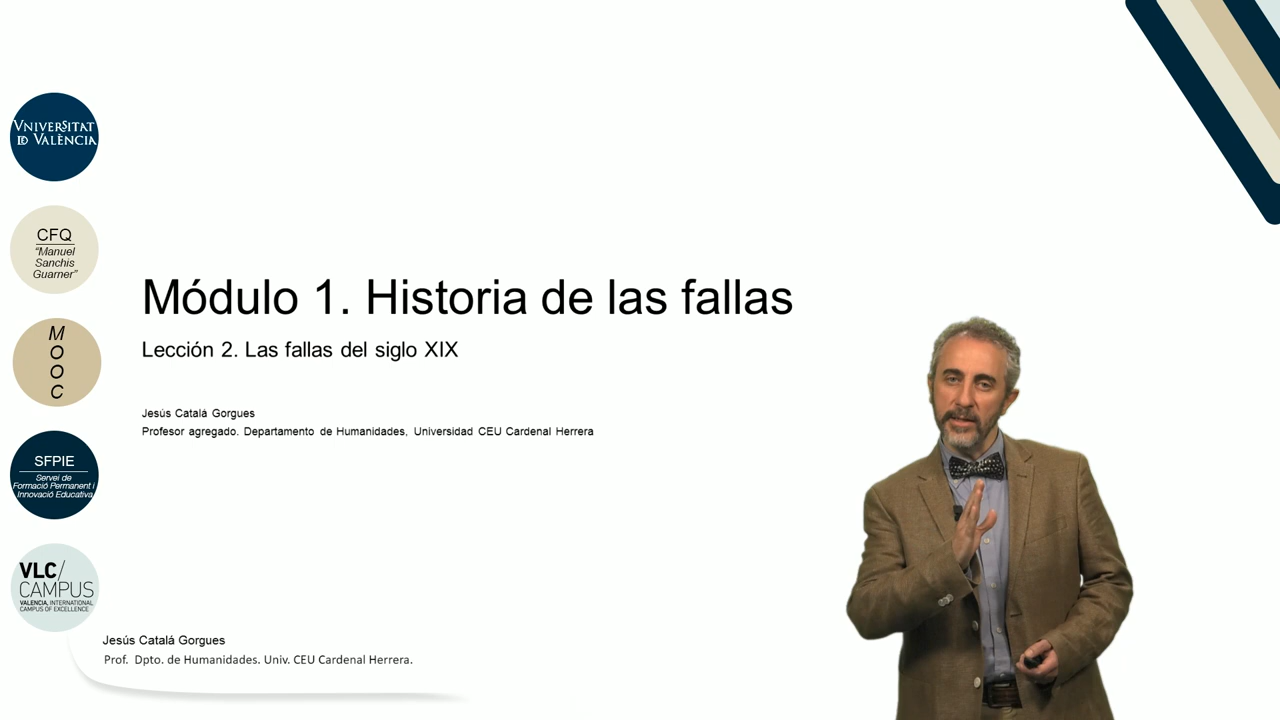 VNIVERSITAT
ID VALÈNCIA
CFQ
“Manuel
Sanchis
Guarner”
M
O
O
C
SFPIE
Servei de
Formació Permanent i
Innovació Educativa
VLC/
CAMPUS
VALENCIA, INTERNATIONAL
CAMPUS OF EXCELLENCE
Módulo 1. Historia de las fallas
Lección 2. Las fallas del siglo XIX
Jesús Catalá Gorgues
Profesor agregado. Departamento de Humanidades, Universidad CEU Cardenal Herrera
Jesús Catalá Gorgues
Prof. Dpto. de Humanidades. Univ. CEU Cardenal Herrera.